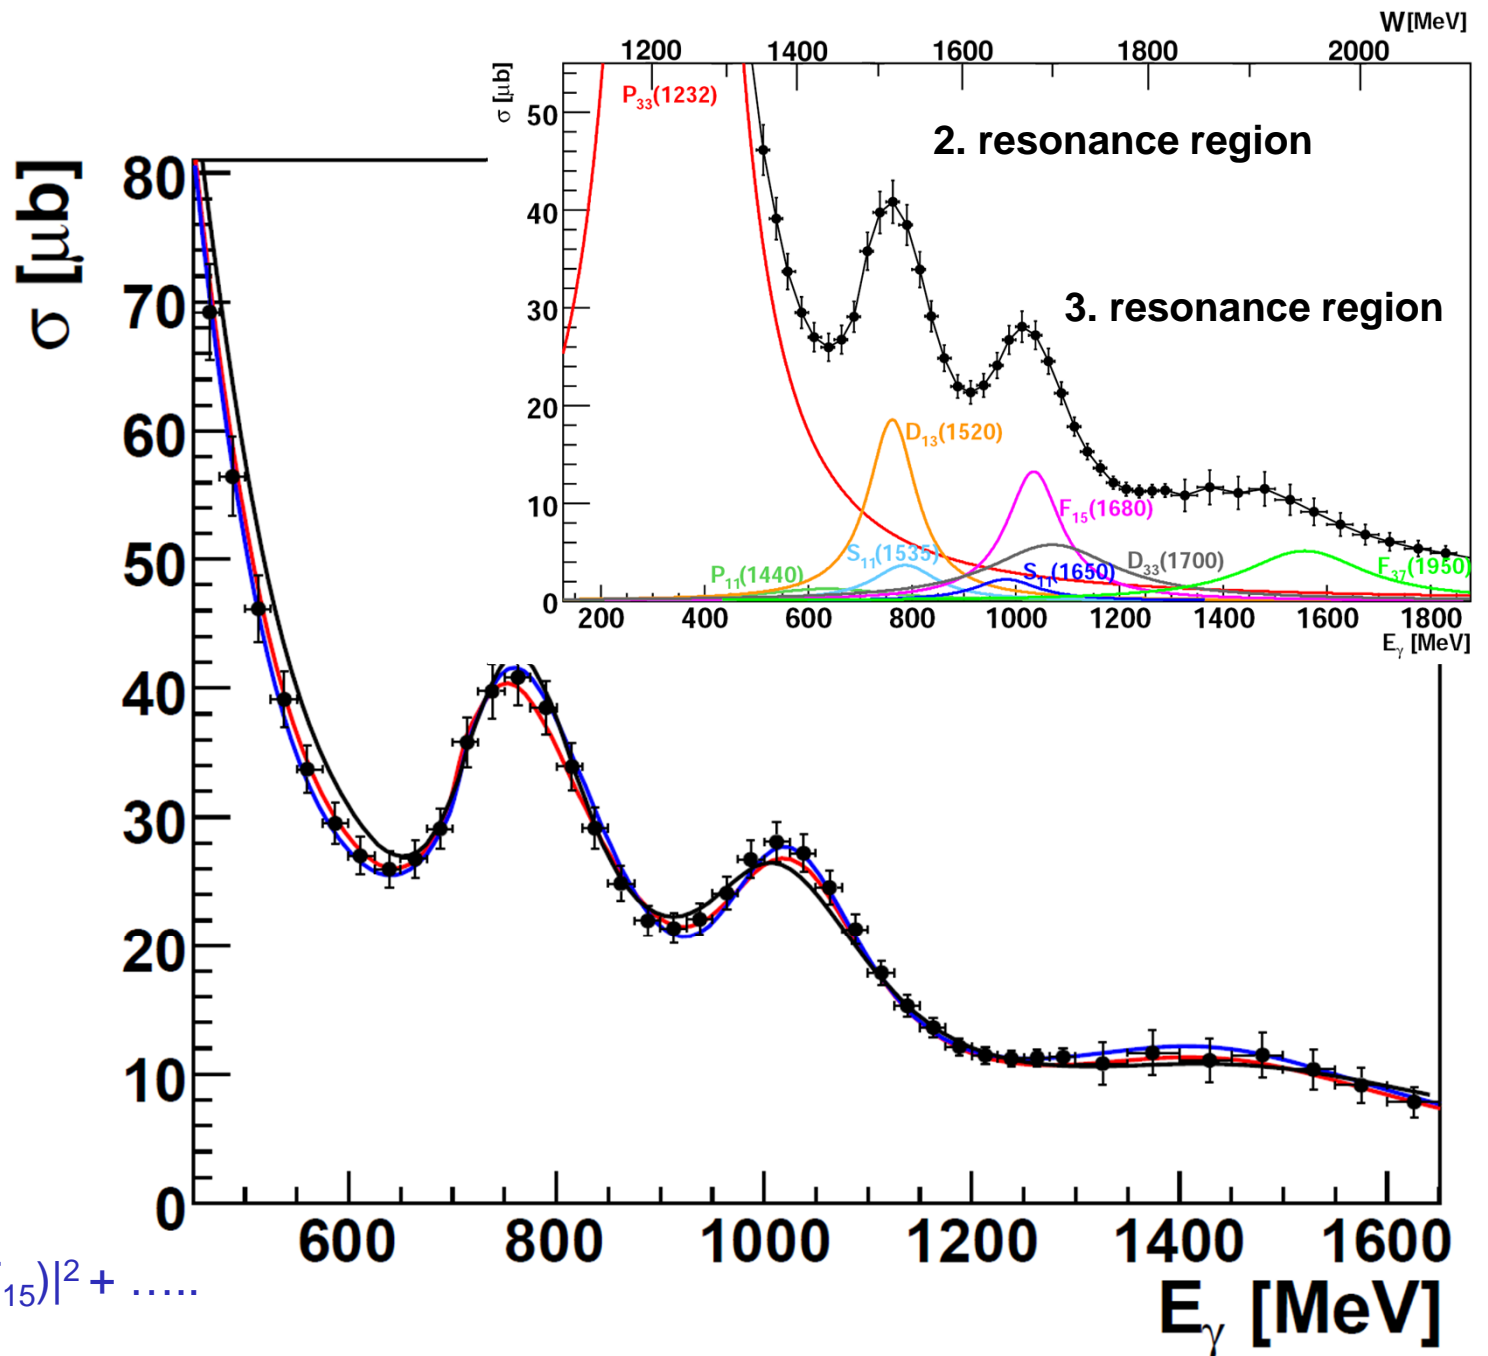 W[MeV]
1200 1400 1600 1800 2000
σ [μb]
50
40
30
20
10
0
P33(1232)
2. resonance region
3. resonance region
D13(1520)
F15(1680)
S11(1535)
D33(1700)
P11(1440)
S11(1650)
F37(1950)
200 400 600 800 1000 1200 1400 1600 1800
Eγ [MeV]
σ [μb]
80
70
60
50
40
30
20
10
0
600 800 1000 1200 1400 1600
Eγ [MeV]
15)|² + .....